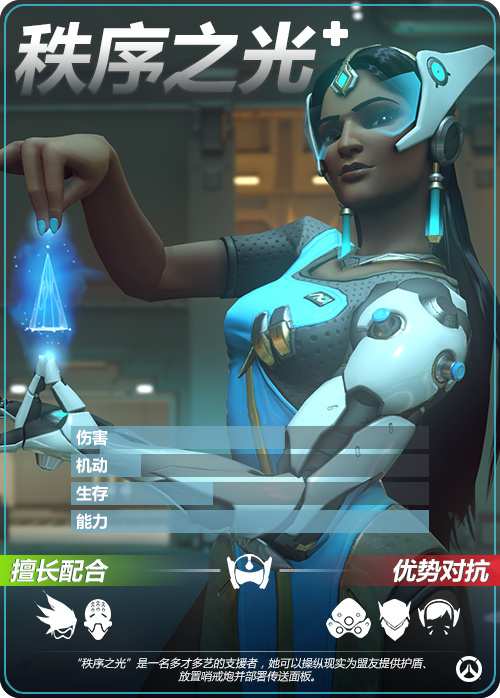 秩序之光+
伤害
机动
生存
能力
擅长配合
优势对抗
“秩序之光”是一名多才多艺的支援者，她可以操纵现实为盟友提供护盾、
放置哨戒炮并部署传送面板。